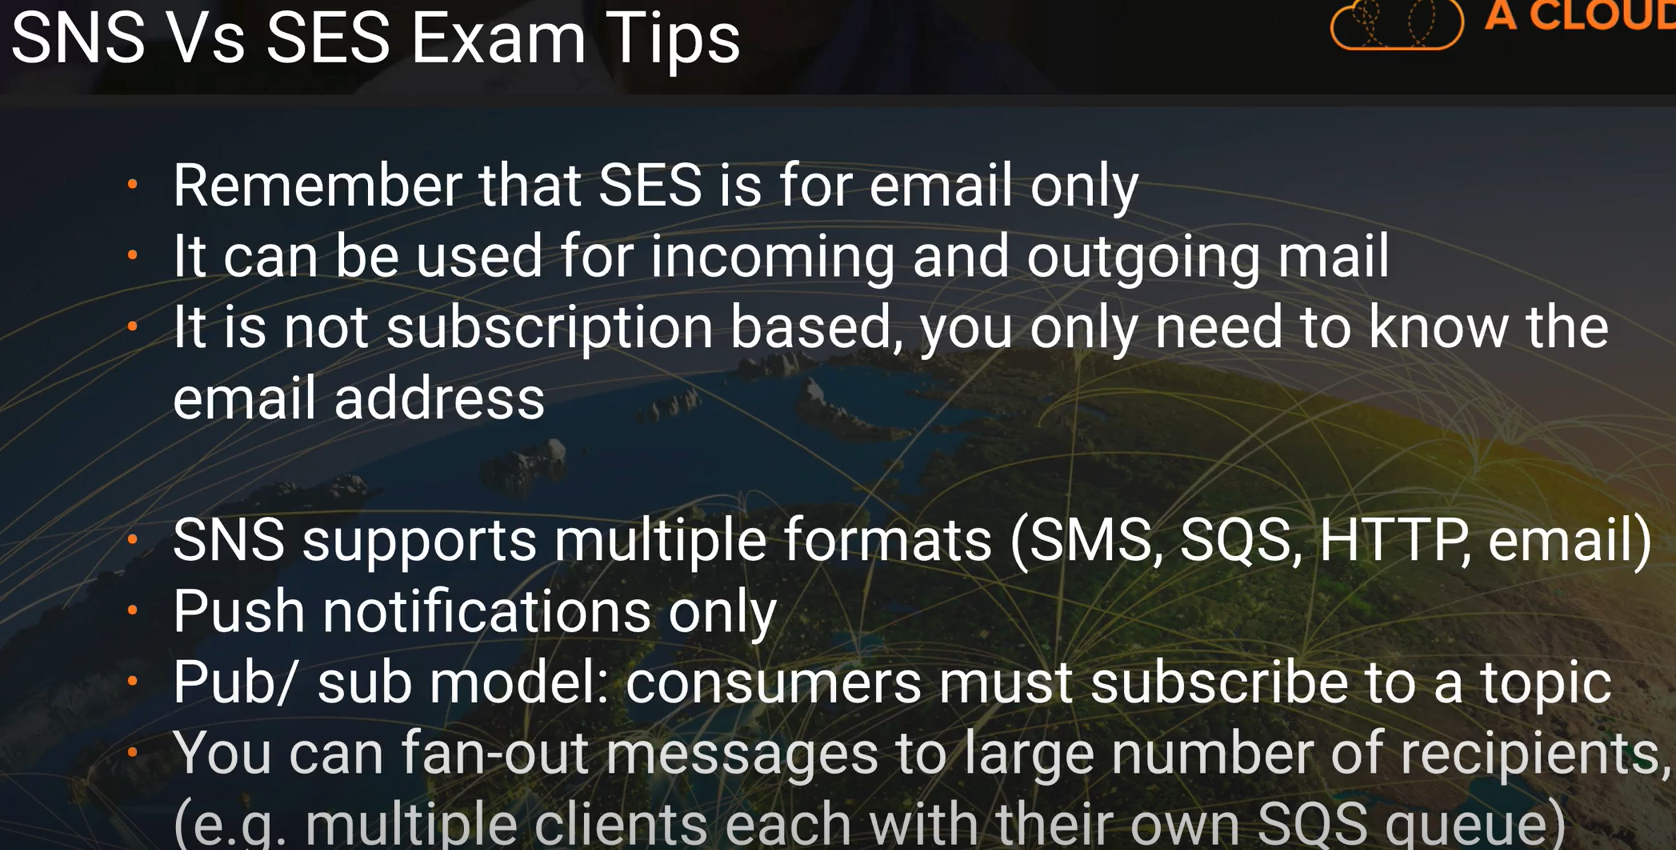 SNS Vs SES Exam Tips
A CLOUD
• Remember that SES is for email only
• It can be used for incoming and outgoing mail
• It is not subscription based, you only need to know the
email address
• SNS supports multiple formats (SMS, SQS, HTTP, email)
• Push notifications only
• Pub/ sub model: consumers must subscribe to a topic
• You can fan-out messages to large number of recipients,
(e.g. multiple clients each with their own SQS queue)